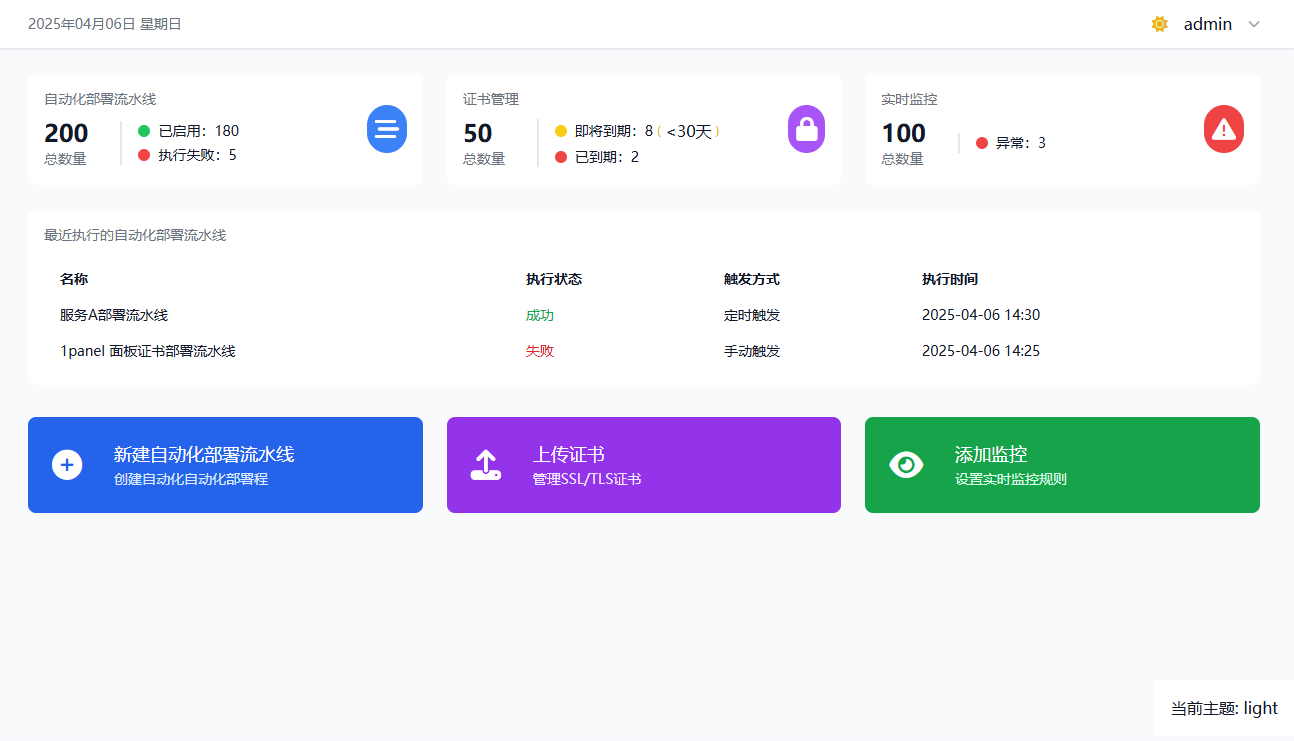 2025年04月06日 星期日
admin
自动化部署流水线
200
总数量
已启用：180
执行失败：5
证书管理
50
总数量
即将到期：8（<30天）
已到期：2
实时监控
100
总数量
异常：3
最近执行的自动化部署流水线
名称 执行状态 触发方式 执行时间
服务A部署流水线 成功 定时触发 2025-04-06 14:30
1panel 面板证书部署流水线 失败 手动触发 2025-04-06 14:25
新建自动化部署流水线
创建自动化自动化部署程
上传证书
管理SSL/TLS证书
添加监控
设置实时监控规则
当前主题: light